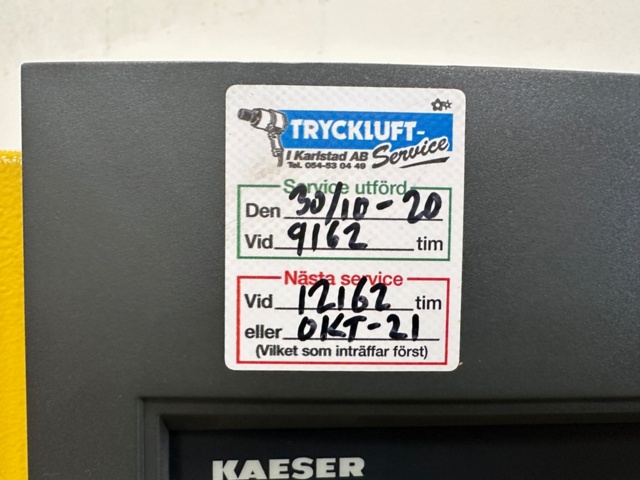 TRYCKLUFT-
Service
I Karlstad AB
Tel. 054-53 04 49
Service utförd
Den 30/10-20
Vid 9162 tim
Nästa service
Vid 12162 tim
eller OKT-21
(Vilket som inträffar först)
KAESER